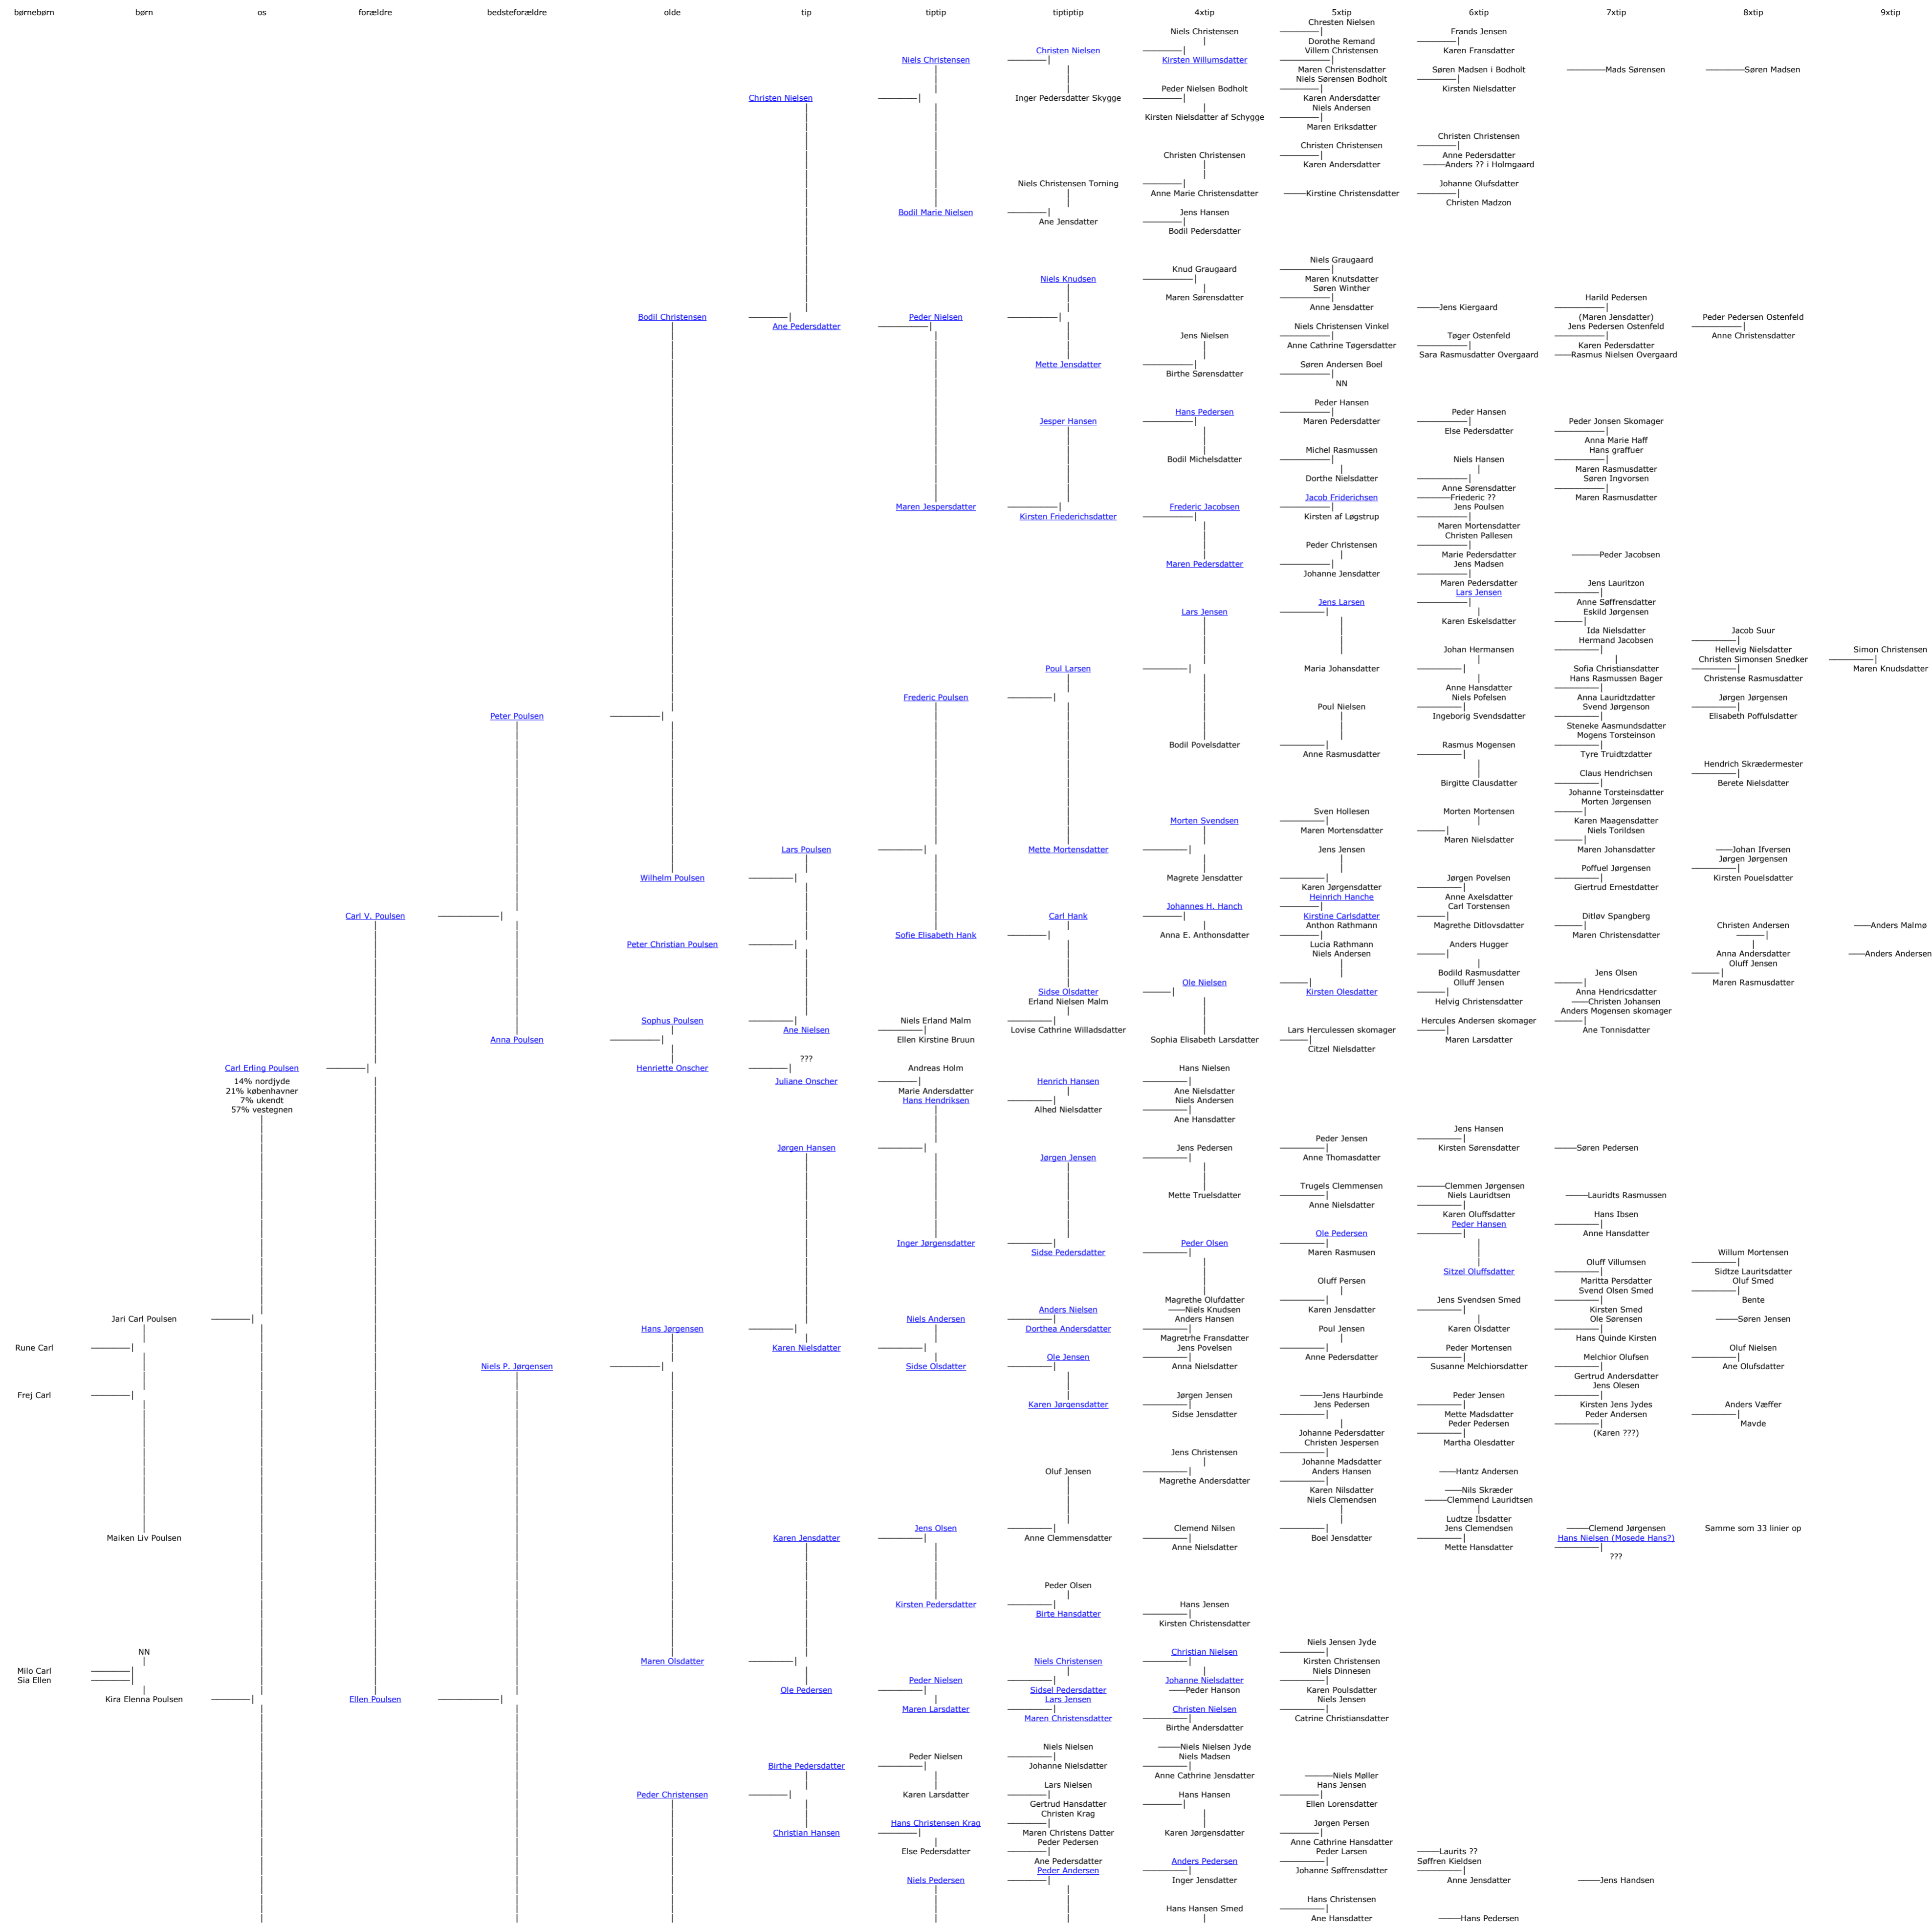 børnebørn børn os forældre bedsteforældre olde tip tiptip tiptiptip 4xtip 5xtip 6xtip 7xtip 8xtip 9xtip
Chresten Nielsen
Niels Christensen Frands Jensen
Dorothe Remand
Christen Nielsen Villem Christensen Karen Fransdatter
Niels Christensen Kirsten Willumsdatter
Maren Christensdatter Søren Madsen i Bodholt Mads Sørensen Søren Madsen
Niels Sørensen Bodholt
Peder Nielsen Bodholt Kirsten Nielsdatter
Christen Nielsen Inger Pedersdatter Skygge Karen Andersdatter
Niels Andersen
Kirsten Nielsdatter af Schygge
Maren Eriksdatter
Christen Christensen
Christen Christensen
Christen Christensen Anne Pedersdatter
Karen Andersdatter Anders ?? i Holmgaard
Niels Christensen Torning Johanne Olufsdatter
Anne Marie Christensdatter Kirstine Christensdatter
Christen Madzon
Bodil Marie Nielsen Jens Hansen
Ane Jensdatter
Bodil Pedersdatter
Niels Graugaard
Knud Graugaard
Niels Knudsen Maren Knutsdatter
Søren Winther
Maren Sørensdatter Harild Pedersen
Anne Jensdatter Jens Kiergaard
Bodil Christensen Peder Nielsen (Maren Jensdatter) Peder Pedersen Ostenfeld
Ane Pedersdatter Niels Christensen Vinkel Jens Pedersen Ostenfeld
Jens Nielsen Tøger Ostenfeld Anne Christensdatter
Anne Cathrine Tøgersdatter Karen Pedersdatter
Sara Rasmusdatter Overgaard Rasmus Nielsen Overgaard
Mette Jensdatter Søren Andersen Boel
Birthe Sørensdatter
NN
Peder Hansen
Hans Pedersen Peder Hansen
Jesper Hansen Maren Pedersdatter Peder Jonsen Skomager
Else Pedersdatter
Anna Marie Haff
Michel Rasmussen Hans graffuer
Bodil Michelsdatter Niels Hansen
Maren Rasmusdatter
Dorthe Nielsdatter Søren Ingvorsen
Anne Sørensdatter
Jacob Friderichsen Friederic ?? Maren Rasmusdatter
Maren Jespersdatter Frederic Jacobsen Jens Poulsen
Kirsten Friederichsdatter Kirsten af Løgstrup
Maren Mortensdatter
Christen Pallesen
Peder Christensen
Marie Pedersdatter Peder Jacobsen
Maren Pedersdatter Jens Madsen
Johanne Jensdatter
Maren Pedersdatter Jens Lauritzon
Lars Jensen
Jens Larsen Anne Søffrensdatter
Lars Jensen Eskild Jørgensen
Karen Eskelsdatter
Ida Nielsdatter Jacob Suur
Hermand Jacobsen
Johan Hermansen Hellevig Nielsdatter Simon Christensen
Christen Simonsen Snedker
Poul Larsen Maria Johansdatter Sofia Christiansdatter Maren Knudsdatter
Hans Rasmussen Bager Christense Rasmusdatter
Anne Hansdatter
Frederic Poulsen Niels Pofelsen Anna Lauridtzdatter Jørgen Jørgensen
Poul Nielsen Svend Jørgenson
Peter Poulsen Ingeborig Svendsdatter Elisabeth Poffulsdatter
Steneke Aasmundsdatter
Mogens Torsteinson
Bodil Povelsdatter Rasmus Mogensen
Anne Rasmusdatter Tyre Truidtzdatter
Hendrich Skrædermester
Claus Hendrichsen
Birgitte Clausdatter Berete Nielsdatter
Johanne Torsteinsdatter
Morten Jørgensen
Sven Hollesen Morten Mortensen
Morten Svendsen Karen Maagensdatter
Maren Mortensdatter Niels Torildsen
Maren Nielsdatter
Lars Poulsen Mette Mortensdatter Jens Jensen Maren Johansdatter Johan Ifversen
Jørgen Jørgensen
Poffuel Jørgensen
Wilhelm Poulsen Magrete Jensdatter Jørgen Povelsen Kirsten Pouelsdatter
Karen Jørgensdatter Giertrud Ernestdatter
Heinrich Hanche Anne Axelsdatter
Johannes H. Hanch Carl Torstensen
Carl V. Poulsen Carl Hank Kirstine Carlsdatter Ditløv Spangberg
Anthon Rathmann Magrethe Ditlovsdatter Christen Andersen Anders Malmø
Sofie Elisabeth Hank Anna E. Anthonsdatter Maren Christensdatter
Peter Christian Poulsen Lucia Rathmann Anders Hugger
Niels Andersen Anna Andersdatter Anders Andersen
Oluff Jensen
Bodild Rasmusdatter Jens Olsen
Ole Nielsen Olluff Jensen Maren Rasmusdatter
Sidse Olsdatter Kirsten Olesdatter Anna Hendricsdatter
Erland Nielsen Malm Helvig Christensdatter Christen Johansen
Anders Mogensen skomager
Sophus Poulsen Niels Erland Malm Hercules Andersen skomager
Ane Nielsen Lovise Cathrine Willadsdatter Lars Herculessen skomager Ane Tonnisdatter
Anna Poulsen Ellen Kirstine Bruun Sophia Elisabeth Larsdatter Maren Larsdatter
Citzel Nielsdatter
???
Carl Erling Poulsen Henriette Onscher Andreas Holm Hans Nielsen
14% nordjyde Juliane Onscher Henrich Hansen
21% københavner Marie Andersdatter Ane Nielsdatter
7% ukendt Hans Hendriksen Niels Andersen
57% vestegnen Alhed Nielsdatter
Ane Hansdatter
Jens Hansen
Peder Jensen
Jørgen Hansen Jens Pedersen Kirsten Sørensdatter Søren Pedersen
Jørgen Jensen Anne Thomasdatter
Trugels Clemmensen Clemmen Jørgensen
Mette Truelsdatter Niels Lauridtsen Lauridts Rasmussen
Anne Nielsdatter
Karen Oluffsdatter Hans Ibsen
Peder Hansen
Ole Pedersen Anne Hansdatter
Inger Jørgensdatter Peder Olsen
Sidse Pedersdatter Maren Rasmusen Willum Mortensen
Oluff Villumsen
Sitzel Oluffsdatter Sidtze Lauritsdatter
Oluff Persen Maritta Persdatter Oluf Smed
Svend Olsen Smed
Magrethe Olufdatter Jens Svendsen Smed Bente
Anders Nielsen Niels Knudsen Karen Jensdatter Kirsten Smed
Jari Carl Poulsen Niels Andersen Anders Hansen Ole Sørensen Søren Jensen
Hans Jørgensen Dorthea Andersdatter Poul Jensen Karen Olsdatter
Magretrhe Fransdatter Hans Quinde Kirsten
Rune Carl Karen Nielsdatter Jens Povelsen Peder Mortensen Oluf Nielsen
Ole Jensen Anne Pedersdatter Melchior Olufsen
Niels P. Jørgensen Sidse Olsdatter Anna Nielsdatter Susanne Melchiorsdatter Ane Olufsdatter
Gertrud Andersdatter
Jens Olesen
Frej Carl Jørgen Jensen Jens Haurbinde Peder Jensen
Karen Jørgensdatter Jens Pedersen Kirsten Jens Jydes Anders Væffer
Sidse Jensdatter Mette Madsdatter Peder Andersen
Peder Pedersen Mavde
Johanne Pedersdatter (Karen ???)
Christen Jespersen Martha Olesdatter
Jens Christensen
Johanne Madsdatter
Oluf Jensen Anders Hansen Hantz Andersen
Magrethe Andersdatter
Karen Nilsdatter Nils Skræder
Niels Clemendsen Clemmend Lauridtsen
Ludtze Ibsdatter
Jens Olsen Clemend Nilsen Jens Clemendsen Clemend Jørgensen Samme som 33 linier op
Maiken Liv Poulsen Karen Jensdatter Anne Clemmensdatter Boel Jensdatter Hans Nielsen (Mosede Hans?)
Anne Nielsdatter Mette Hansdatter
???
Peder Olsen
Kirsten Pedersdatter Hans Jensen
Birte Hansdatter
Kirsten Christensdatter
Niels Jensen Jyde
NN Christian Nielsen
Maren Olsdatter Niels Christensen Kirsten Christensen
Milo Carl Niels Dinnesen
Sia Ellen Peder Nielsen Johanne Nielsdatter
Ole Pedersen Sidsel Pedersdatter Peder Hanson Karen Poulsdatter
Kira Elenna Poulsen Ellen Poulsen Lars Jensen Niels Jensen
Maren Larsdatter Christen Nielsen
Maren Christensdatter Catrine Christiansdatter
Birthe Andersdatter
Niels Nielsen Niels Nielsen Jyde
Peder Nielsen Niels Madsen
Birthe Pedersdatter Johanne Nielsdatter
Anne Cathrine Jensdatter Niels Møller
Lars Nielsen Hans Jensen
Peder Christensen Karen Larsdatter Hans Hansen
Gertrud Hansdatter Ellen Lorensdatter
Christen Krag
Hans Christensen Krag Jørgen Persen
Christian Hansen Maren Christens Datter Karen Jørgensdatter
Peder Pedersen Anne Cathrine Hansdatter
Else Pedersdatter Peder Larsen Laurits ??
Ane Pedersdatter Anders Pedersen Søffren Kieldsen
Peder Andersen Johanne Søffrensdatter
Niels Pedersen Inger Jensdatter Anne Jensdatter Jens Handsen
Hans Christensen
Hans Hansen Smed
Ane Hansdatter Hans Pedersen